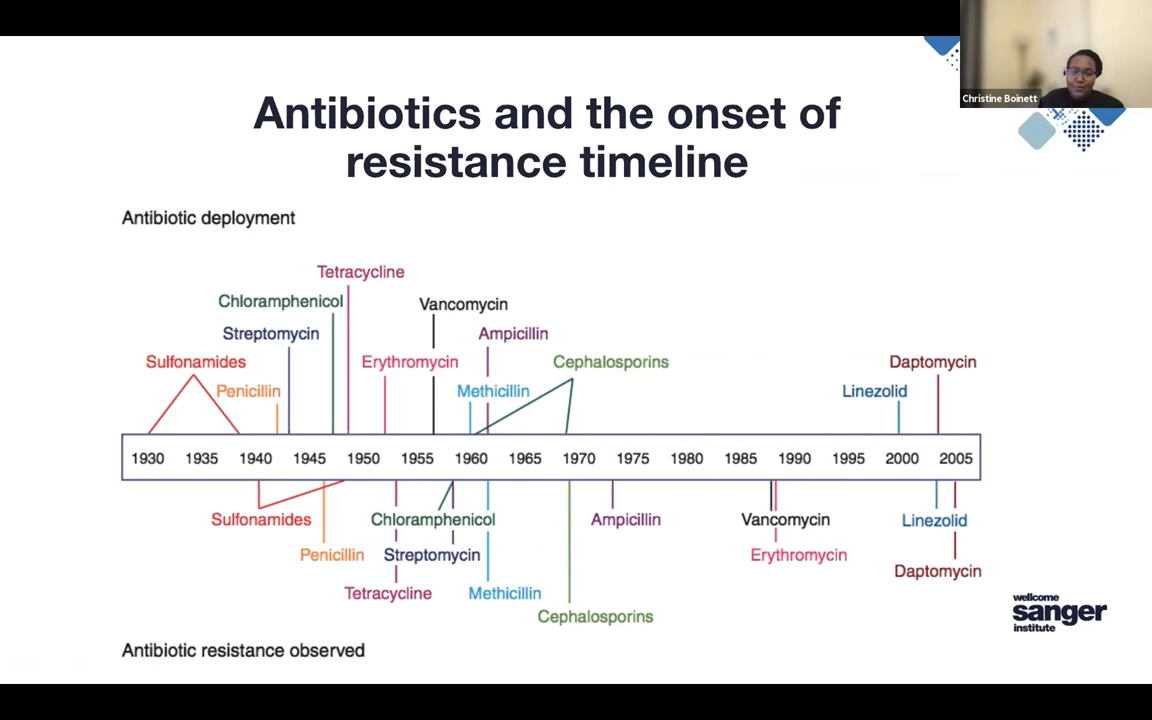 Christine Boinett
Antibiotics and the onset of
resistance timeline
Antibiotic deployment
Tetracycline
Chloramphenicol
Vancomycin
Streptomycin
Ampicillin
Sulfonamides
Erythromycin
Cephalosporins
Daptomycin
Penicillin
Methicillin
Linezolid
1930 1935 1940 1945 1950 1955 1960 1965 1970 1975 1980 1985 1990 1995 2000 2005
Sulfonamides
Chloramphenicol
Ampicillin
Vancomycin
Linezolid
Penicillin
Streptomycin
Erythromycin
Daptomycin
Tetracycline
Methicillin
Cephalosporins
wellcome
sanger
institute
Antibiotic resistance observed